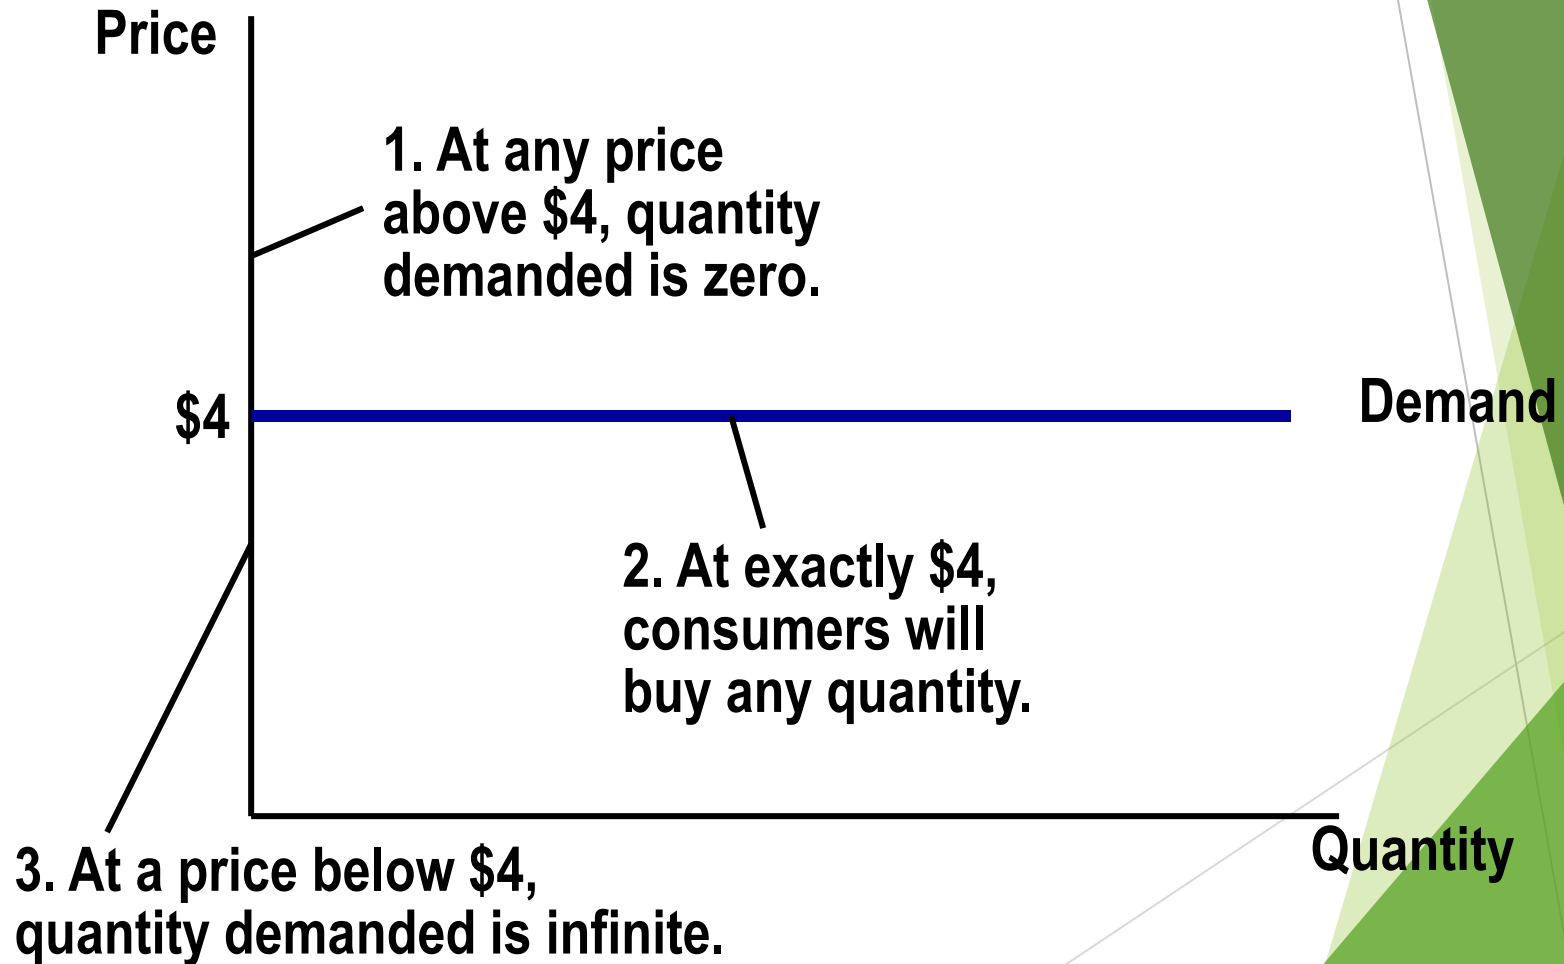 Price
1. At any price
above $4, quantity
demanded is zero.
$4
Demand
2. At exactly $4,
consumers will
buy any quantity.
Quantity
3. At a price below $4,
quantity demanded is infinite.